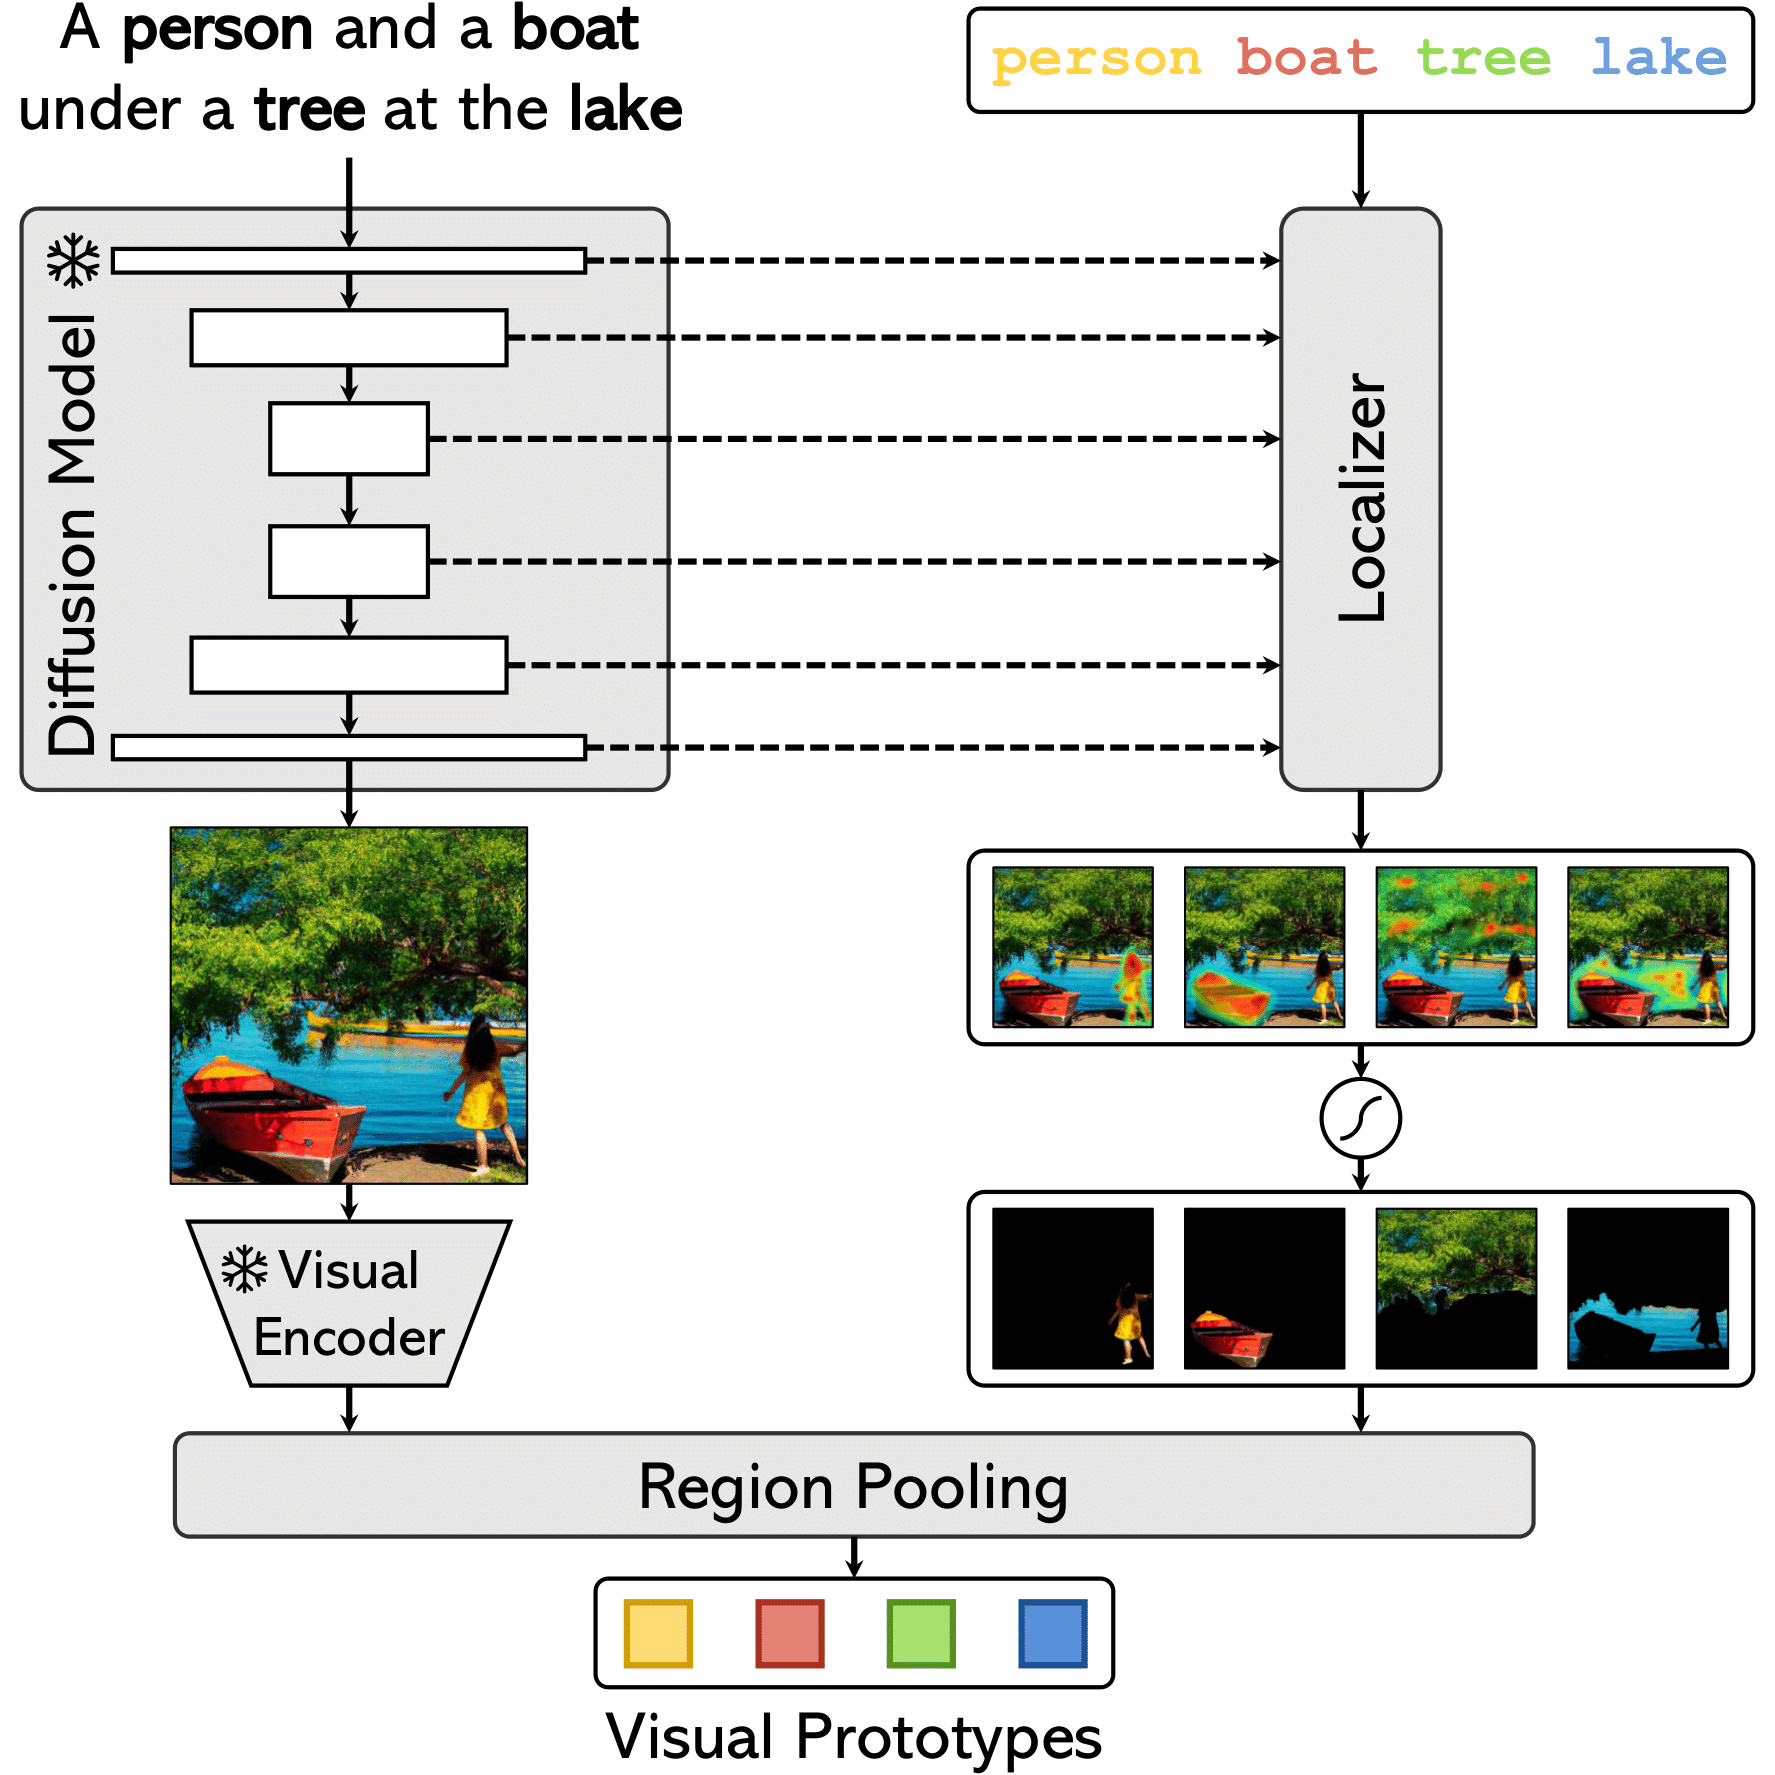 A person and a boat
under a tree at the lake
person boat tree lake
Diffusion Model
Localizer
Visual
Encoder
Region Pooling
Visual Prototypes